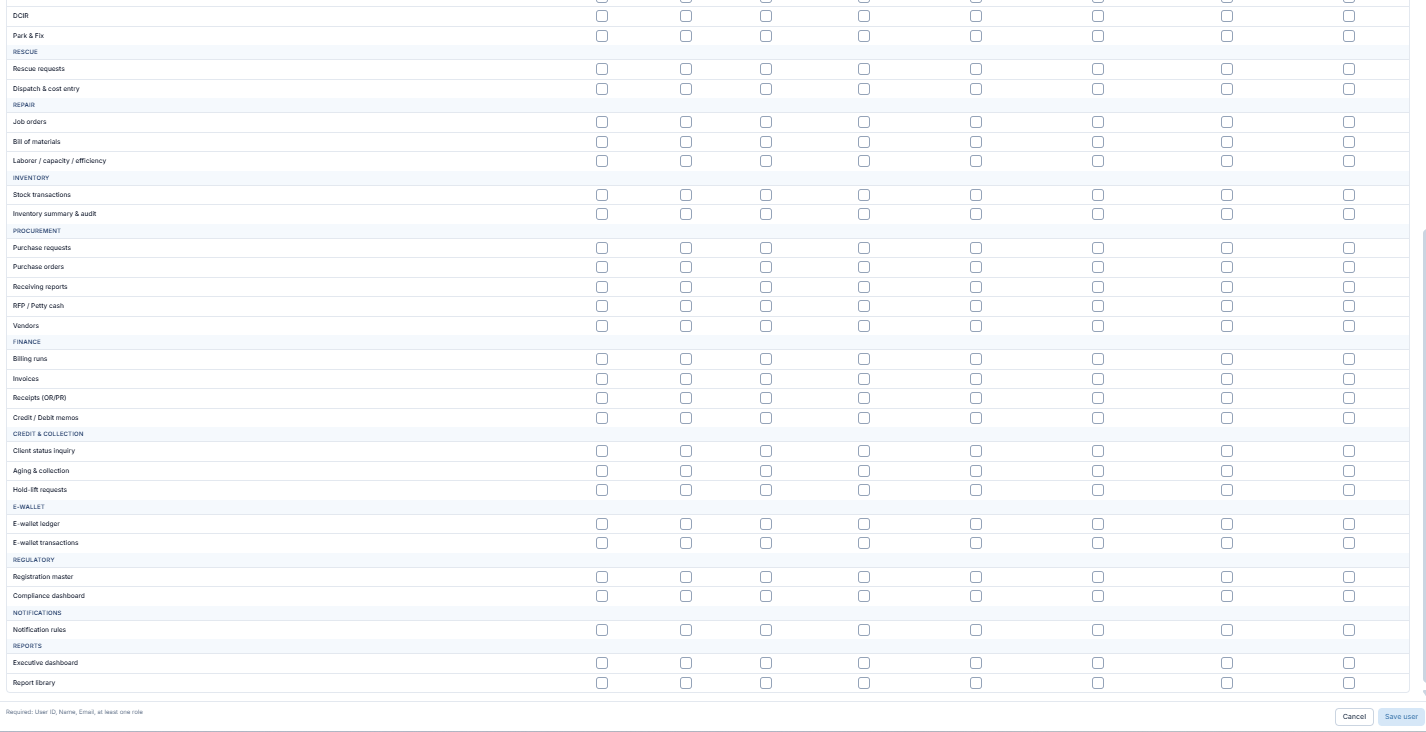 DCIR
Park & Fix
RESCUE
Rescue requests
Dispatch & cost entry
REPAIR
Job orders
Bill of materials
Laborer / capacity / efficiency
INVENTORY
Stock transactions
Inventory summary & audit
PROCUREMENT
Purchase requests
Purchase orders
Receiving reports
RFP / Petty cash
Vendors
FINANCE
Billing runs
Invoices
Receipts (OR/PR)
Credit / Debit memos
CREDIT & COLLECTION
Client status inquiry
Aging & collection
Hold-lift requests
E-WALLET
E-wallet ledger
E-wallet transactions
REGULATORY
Registration master
Compliance dashboard
NOTIFICATIONS
Notification rules
REPORTS
Executive dashboard
Report library
Required: User ID, Name, Email, at least one role
Cancel Save user